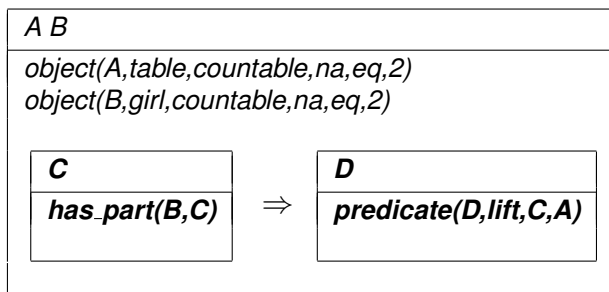 A B
object(A,table,countable,na,eq,2)
object(B,girl,countable,na,eq,2)
C
has_part(B,C)
⇒
D
predicate(D,lift,C,A)